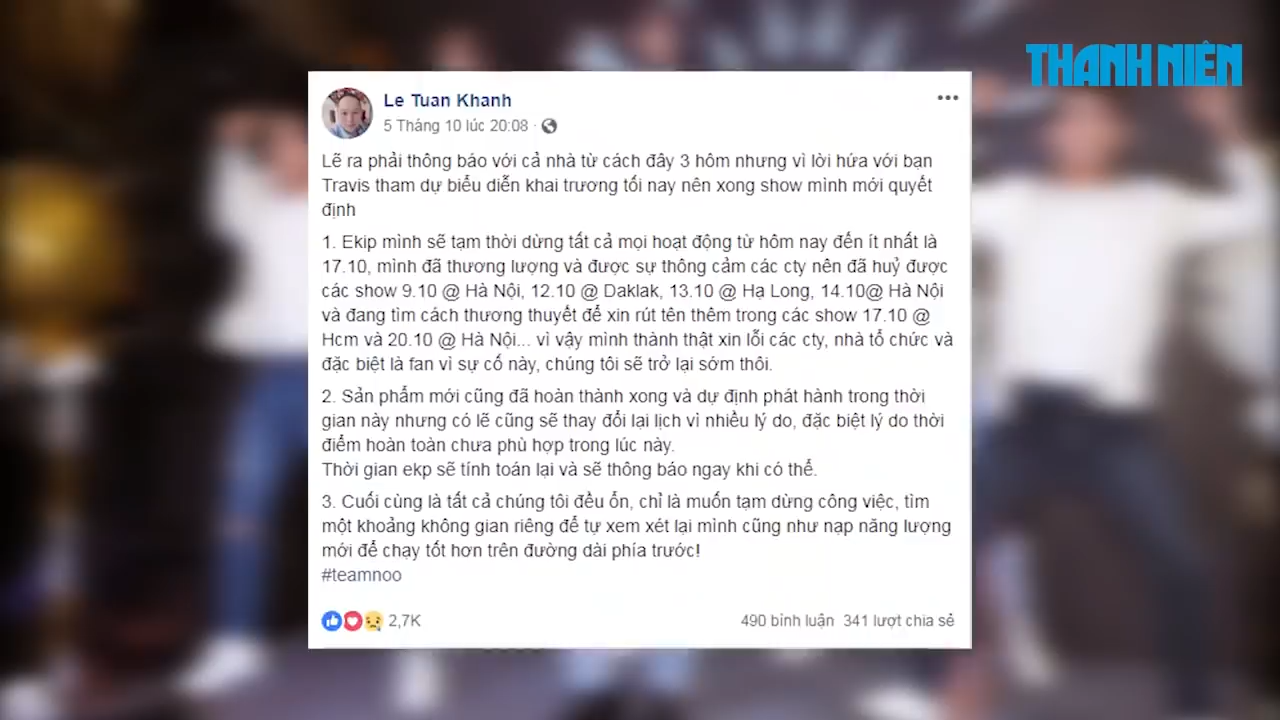 THANH NIÊN
Le Tuan Khanh
5 Tháng 10 lúc 20:08 ·
Lẽ ra phải thông báo với cả nhà từ cách đây 3 hôm nhưng vì lời hứa với bạn
Travis tham dự biểu diễn khai trương tối nay nên xong show mình mới quyết
định
1. Ekip mình sẽ tạm thời dừng tất cả mọi hoạt động từ hôm nay đến ít nhất là
17.10, mình đã thương lượng và được sự thông cảm các cty nên đã huỷ được
các show 9.10 @ Hà Nội, 12.10 @ Daklak, 13.10 @ Hạ Long, 14.10@ Hà Nội
và đang tìm cách thương thuyết để xin rút tên thêm trong các show 17.10 @
Hcm và 20.10 @ Hà Nội... vì vậy mình thành thật xin lỗi các cty, nhà tổ chức và
đặc biệt là fan vì sự cố này, chúng tôi sẽ trở lại sớm thôi.
2. Sản phẩm mới cũng đã hoàn thành xong và dự định phát hành trong thời
gian này nhưng có lẽ cũng sẽ thay đổi lại lịch vì nhiều lý do, đặc biệt lý do thời
điểm hoàn toàn chưa phù hợp trong lúc này.
Thời gian ekp sẽ tính toán lại và sẽ thông báo ngay khi có thể.
3. Cuối cùng là tất cả chúng tôi đều ổn, chỉ là muốn tạm dừng công việc, tìm
một khoảng không gian riêng để tự xem xét lại mình cũng như nạp năng lượng
mới để chạy tốt hơn trên đường dài phía trước!
#teamnoo
2,7K
490 bình luận 341 lượt chia sẻ